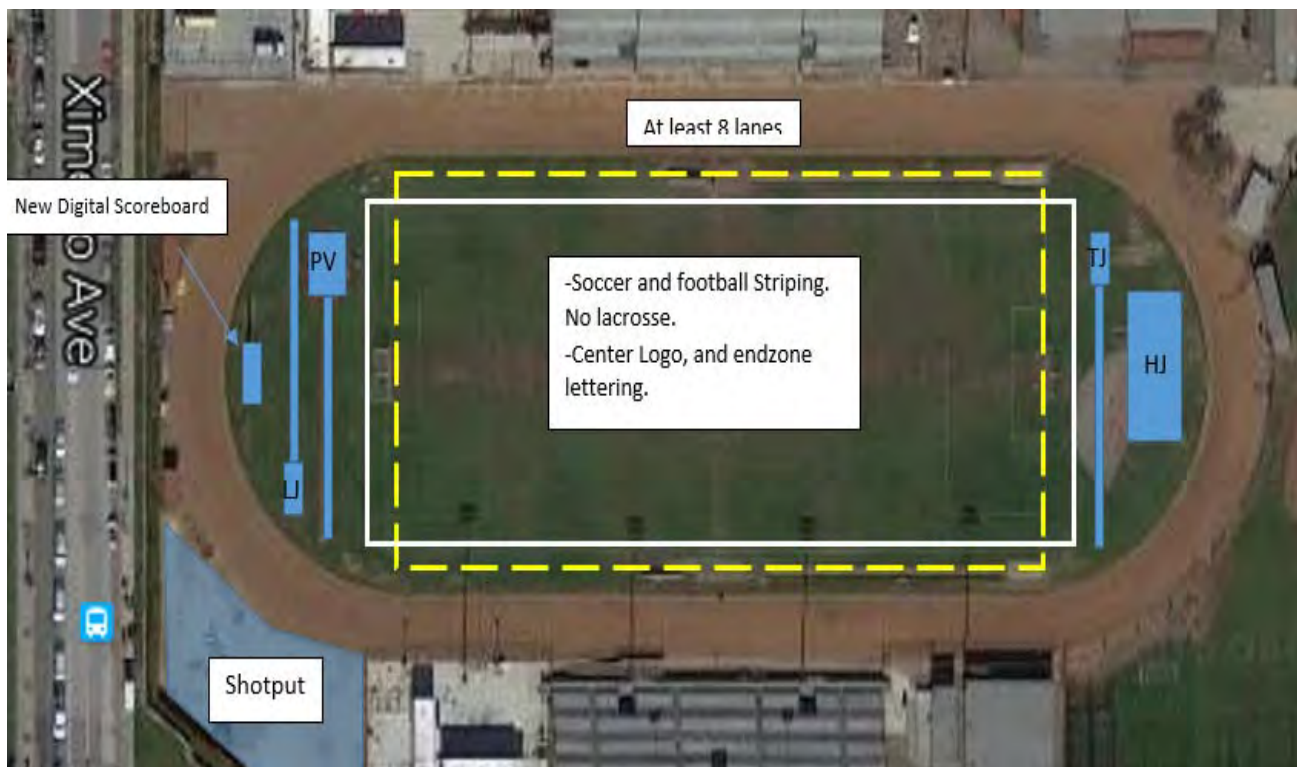 At least 8 lanes
Ave
New Digital Scoreboard
PV
LJ
-Soccer and football Striping.
No lacrosse.
-Center Logo, and endzone
lettering.
TJ
HJ
Shotput